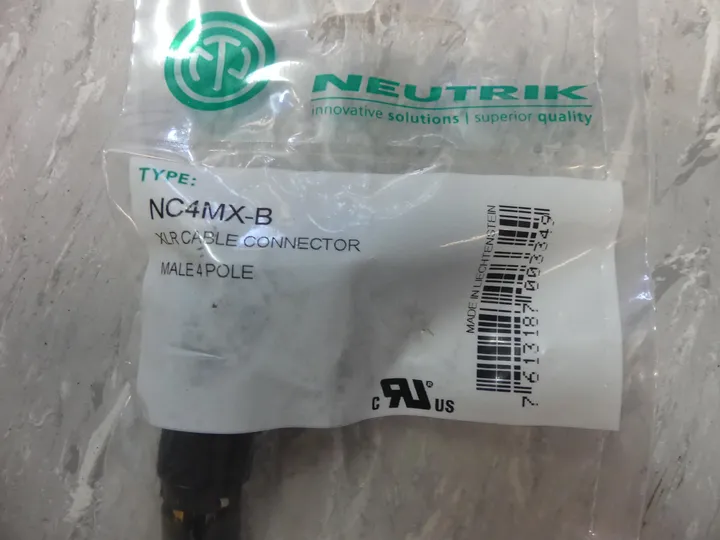 NEUTRIK
innovative solutions | superior quality
TYPE:
NC4MX-B
XLR CABLE CONNECTOR
MALE 4 POLE
MADE IN LIECHTENSTEIN
7 613187 003349
C RU ® US